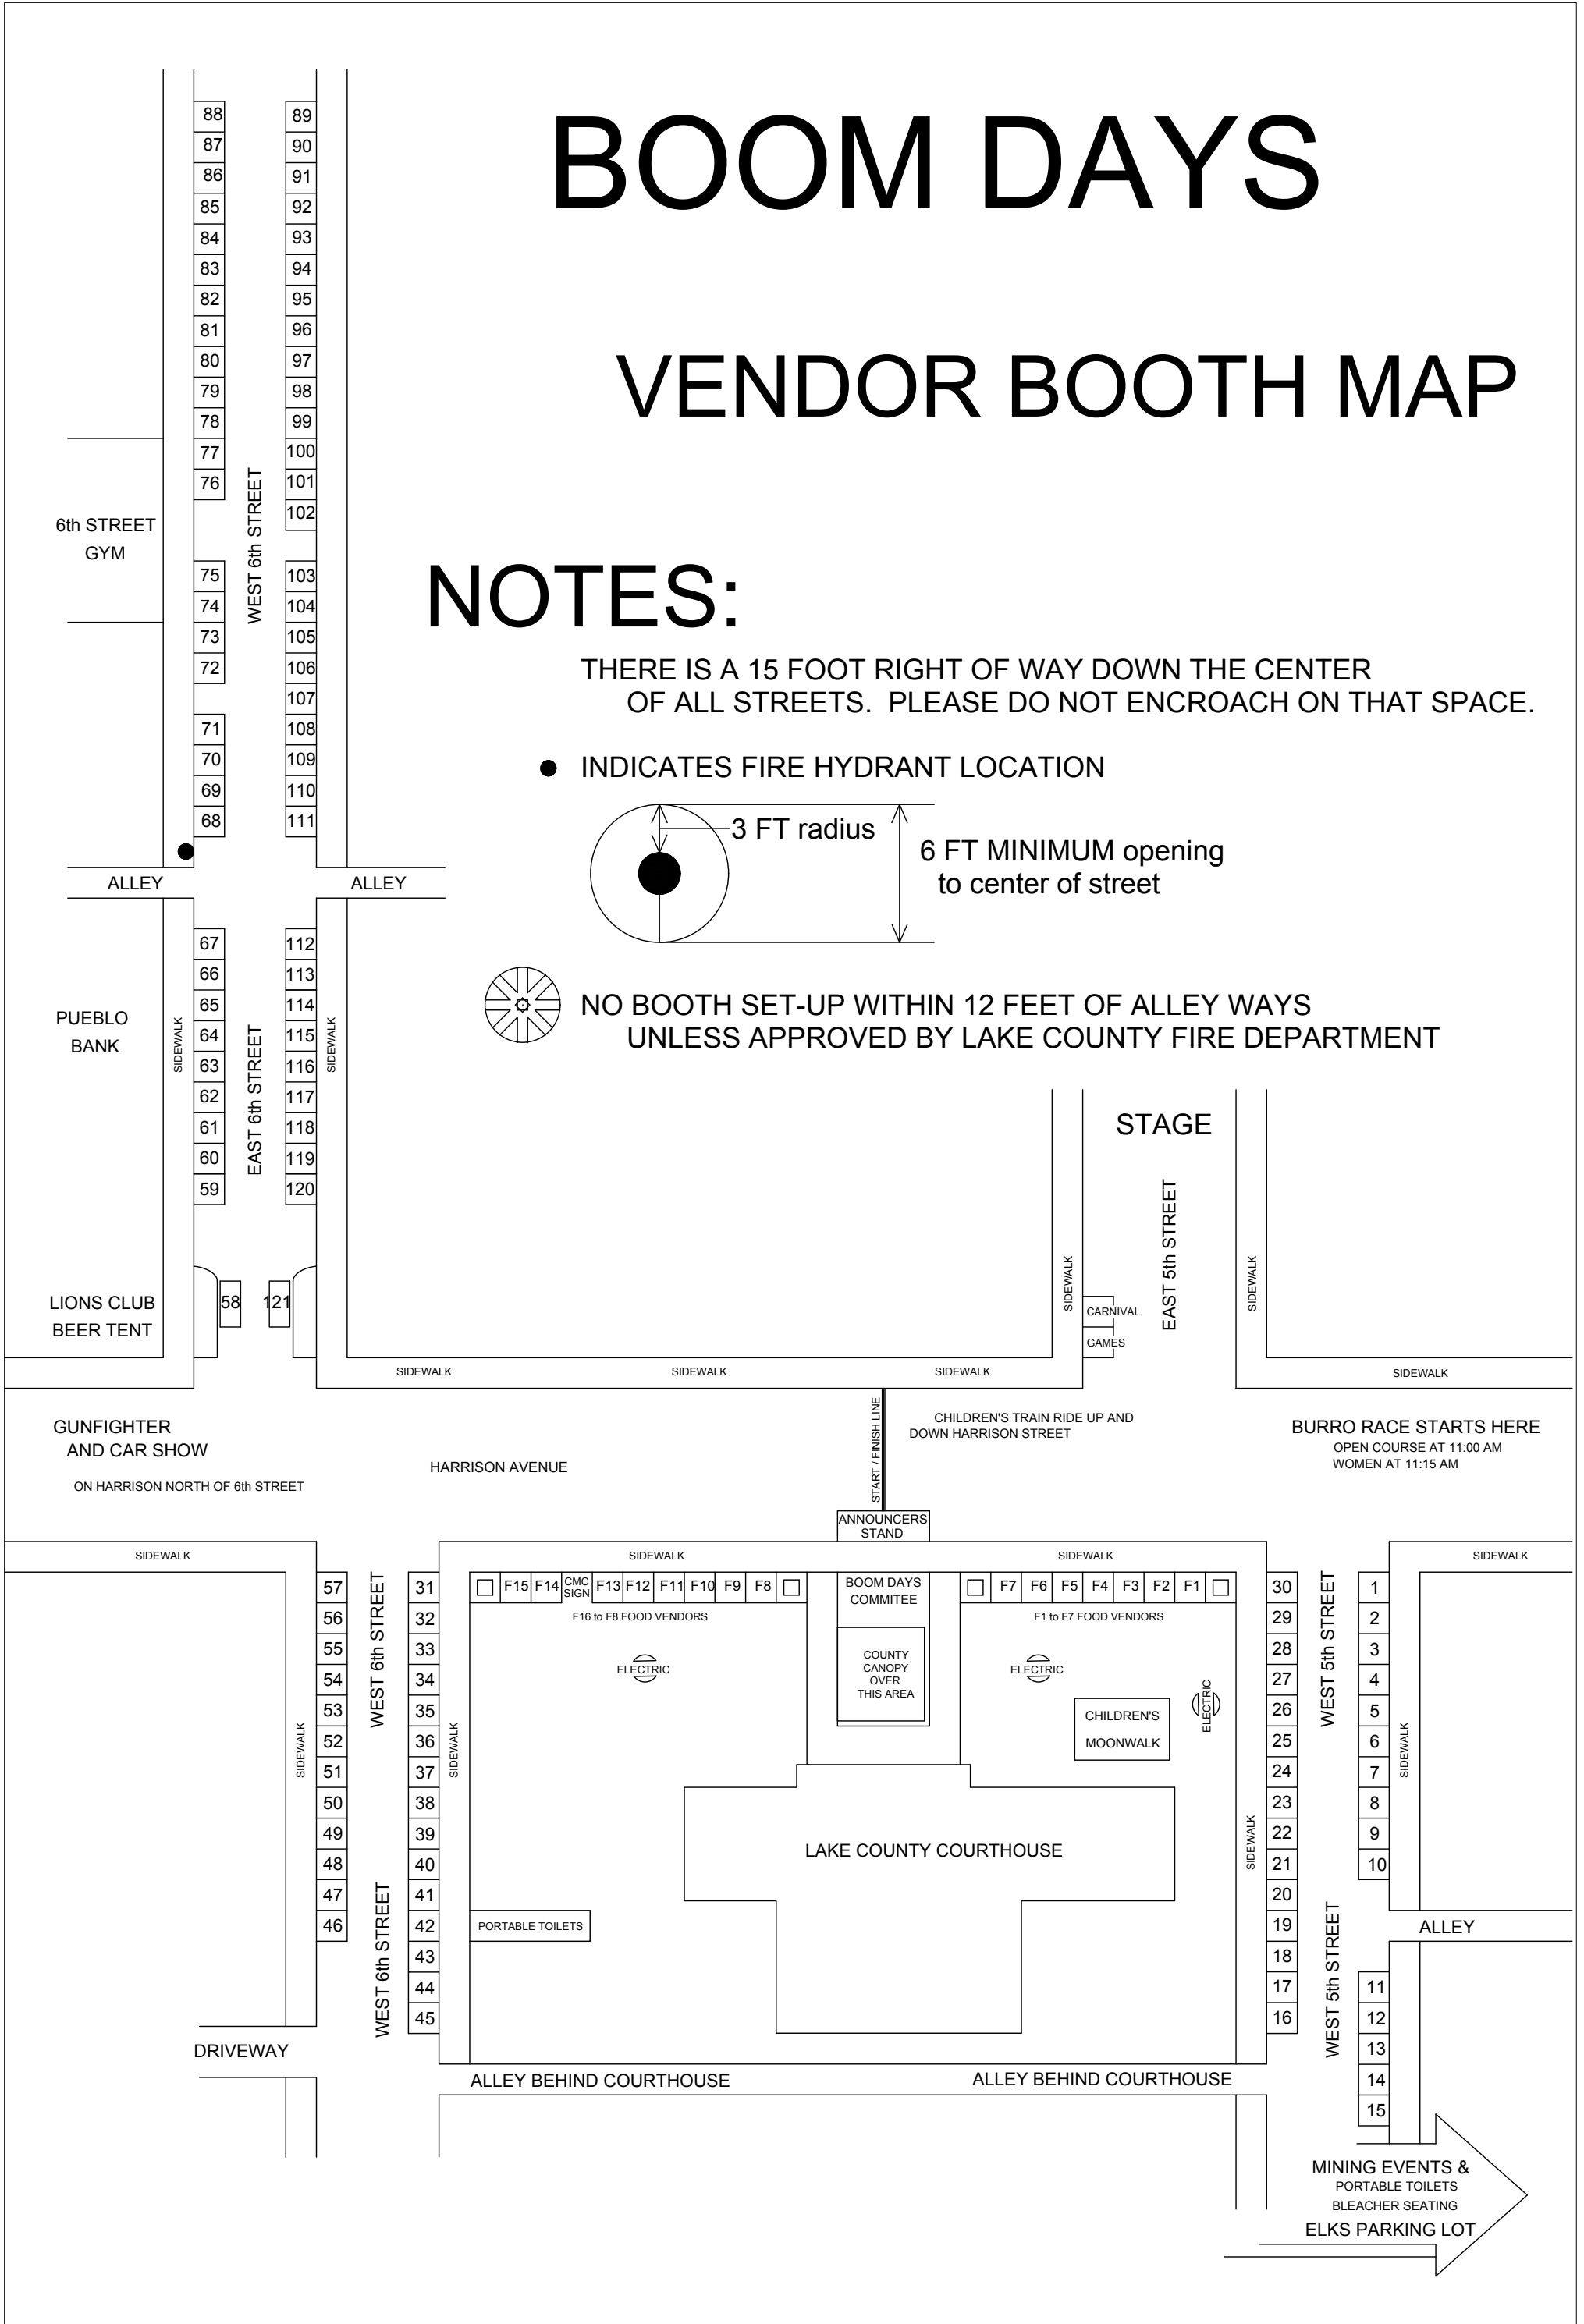 BOOM DAYS
VENDOR BOOTH MAP
88
87
86
85
84
83
82
81
80
79
78
77
76
75
74
73
72
71
70
69
68
89
90
91
92
93
94
95
96
97
98
99
100
101
102
103
104
105
106
107
108
109
110
111
WEST 6th STREET
6th STREET
GYM
NOTES:
THERE IS A 15 FOOT RIGHT OF WAY DOWN THE CENTER
OF ALL STREETS. PLEASE DO NOT ENCROACH ON THAT SPACE.
INDICATES FIRE HYDRANT LOCATION
3 FT radius
6 FT MINIMUM opening
to center of street
NO BOOTH SET-UP WITHIN 12 FEET OF ALLEY WAYS
UNLESS APPROVED BY LAKE COUNTY FIRE DEPARTMENT
ALLEY
ALLEY
67
66
65
64
63
62
61
60
59
58
112
113
114
115
116
117
118
119
120
121
PUEBLO
BANK
SIDEWALK
EAST 6th STREET
SIDEWALK
LIONS CLUB
BEER TENT
STAGE
EAST 5th STREET
SIDEWALK
SIDEWALK
CARNIVAL
GAMES
SIDEWALK
SIDEWALK
SIDEWALK
SIDEWALK
GUNFIGHTER
AND CAR SHOW
ON HARRISON NORTH OF 6th STREET
HARRISON AVENUE
START / FINISH LINE
CHILDREN'S TRAIN RIDE UP AND
DOWN HARRISON STREET
BURRO RACE STARTS HERE
OPEN COURSE AT 11:00 AM
WOMEN AT 11:15 AM
ANNOUNCERS
STAND
SIDEWALK
SIDEWALK
SIDEWALK
SIDEWALK
57
56
55
54
53
52
51
50
49
48
47
46
WEST 6th STREET
WEST 6th STREET
31
32
33
34
35
36
37
38
39
40
41
42
43
44
45
SIDEWALK
SIDEWALK
F15 F14 CMC SIGN F13 F12 F11 F10 F9 F8
F16 to F8 FOOD VENDORS
ELECTRIC
BOOM DAYS
COMMITEE
COUNTY
CANOPY
OVER
THIS AREA
F7 F6 F5 F4 F3 F2 F1
F1 to F7 FOOD VENDORS
ELECTRIC
ELECTRIC
CHILDREN'S
MOONWALK
LAKE COUNTY COURTHOUSE
PORTABLE TOILETS
SIDEWALK
30
29
28
27
26
25
24
23
22
21
20
19
18
17
16
WEST 5th STREET
WEST 5th STREET
1
2
3
4
5
6
7
8
9
10
11
12
13
14
15
SIDEWALK
ALLEY
DRIVEWAY
ALLEY BEHIND COURTHOUSE
ALLEY BEHIND COURTHOUSE
MINING EVENTS &
PORTABLE TOILETS
BLEACHER SEATING
ELKS PARKING LOT